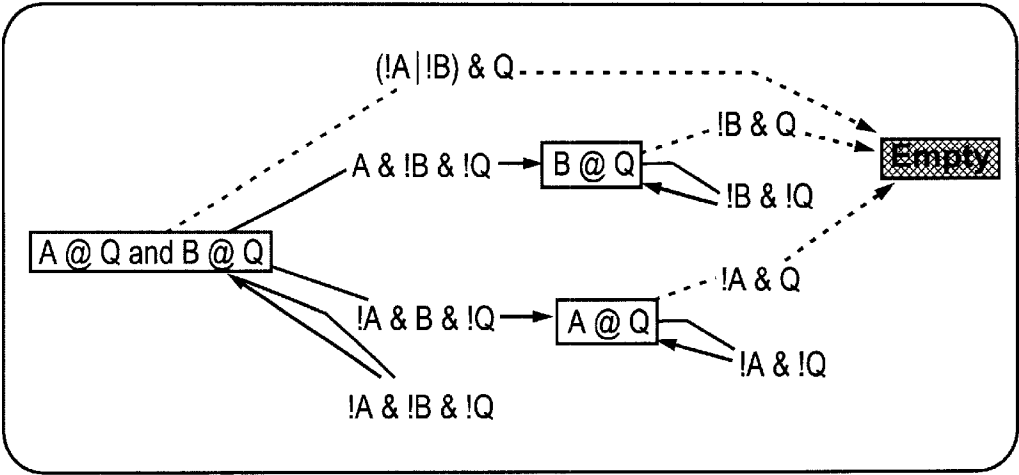 (!A|!B) & Q
!B & Q
Empty
A & !B & !Q
B @ Q
!B & !Q
A @ Q and B @ Q
!A & Q
!A & B & !Q
A @ Q
!A & !Q
!A & !B & !Q